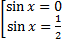 sin x = 0
sin x = 1/2